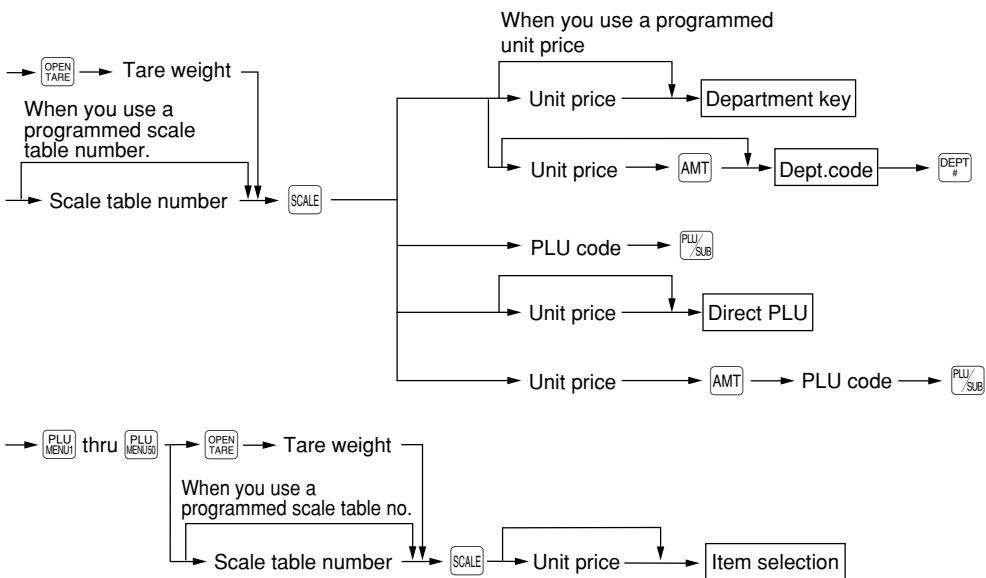 When you use a programmed
unit price
OPEN
TARE
Tare weight
When you use a
programmed scale
table number.
Unit price
Department key
Unit price
AMT
Dept.code
DEPT
#
Scale table number
SCALE
PLU code
PLU/
SUB
Unit price
Direct PLU
Unit price
AMT
PLU code
PLU/
SUB
PLU
MENU1
thru
PLU
MENU50
OPEN
TARE
Tare weight
When you use a
programmed scale table no.
Scale table number
SCALE
Unit price
Item selection